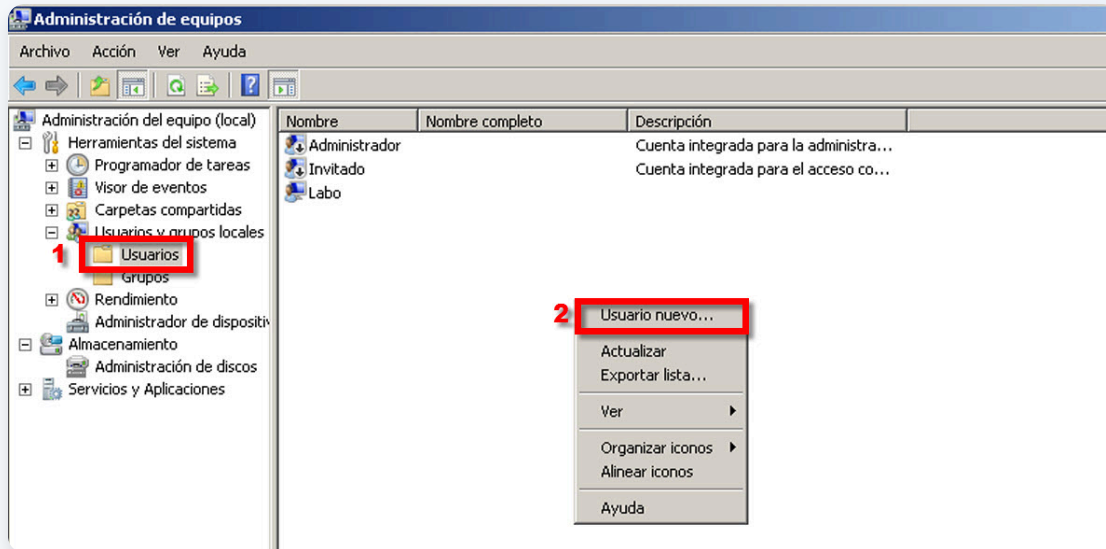 Administración de equipos
Archivo Acción Ver Ayuda
Administración del equipo (local)
Herramientas del sistema
Programador de tareas
Visor de eventos
Carpetas compartidas
Usuarios y grupos locales
1
Usuarios
Grupos
Rendimiento
Administrador de dispositiv
Almacenamiento
Administración de discos
Servicios y Aplicaciones
Nombre Nombre completo Descripción
Administrador Cuenta integrada para la administra...
Invitado Cuenta integrada para el acceso co...
Labo
2
Usuario nuevo...
Actualizar
Exportar lista...
Ver
Organizar iconos
Alinear iconos
Ayuda